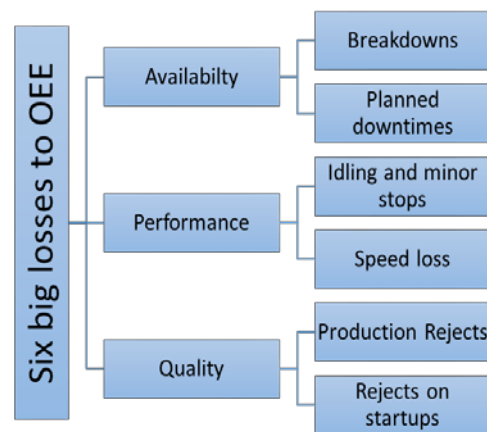 Six big losses to OEE
Availabilty
Breakdowns
Planned
downtimes
Performance
Idling and minor
stops
Speed loss
Quality
Production Rejects
Rejects on
startups